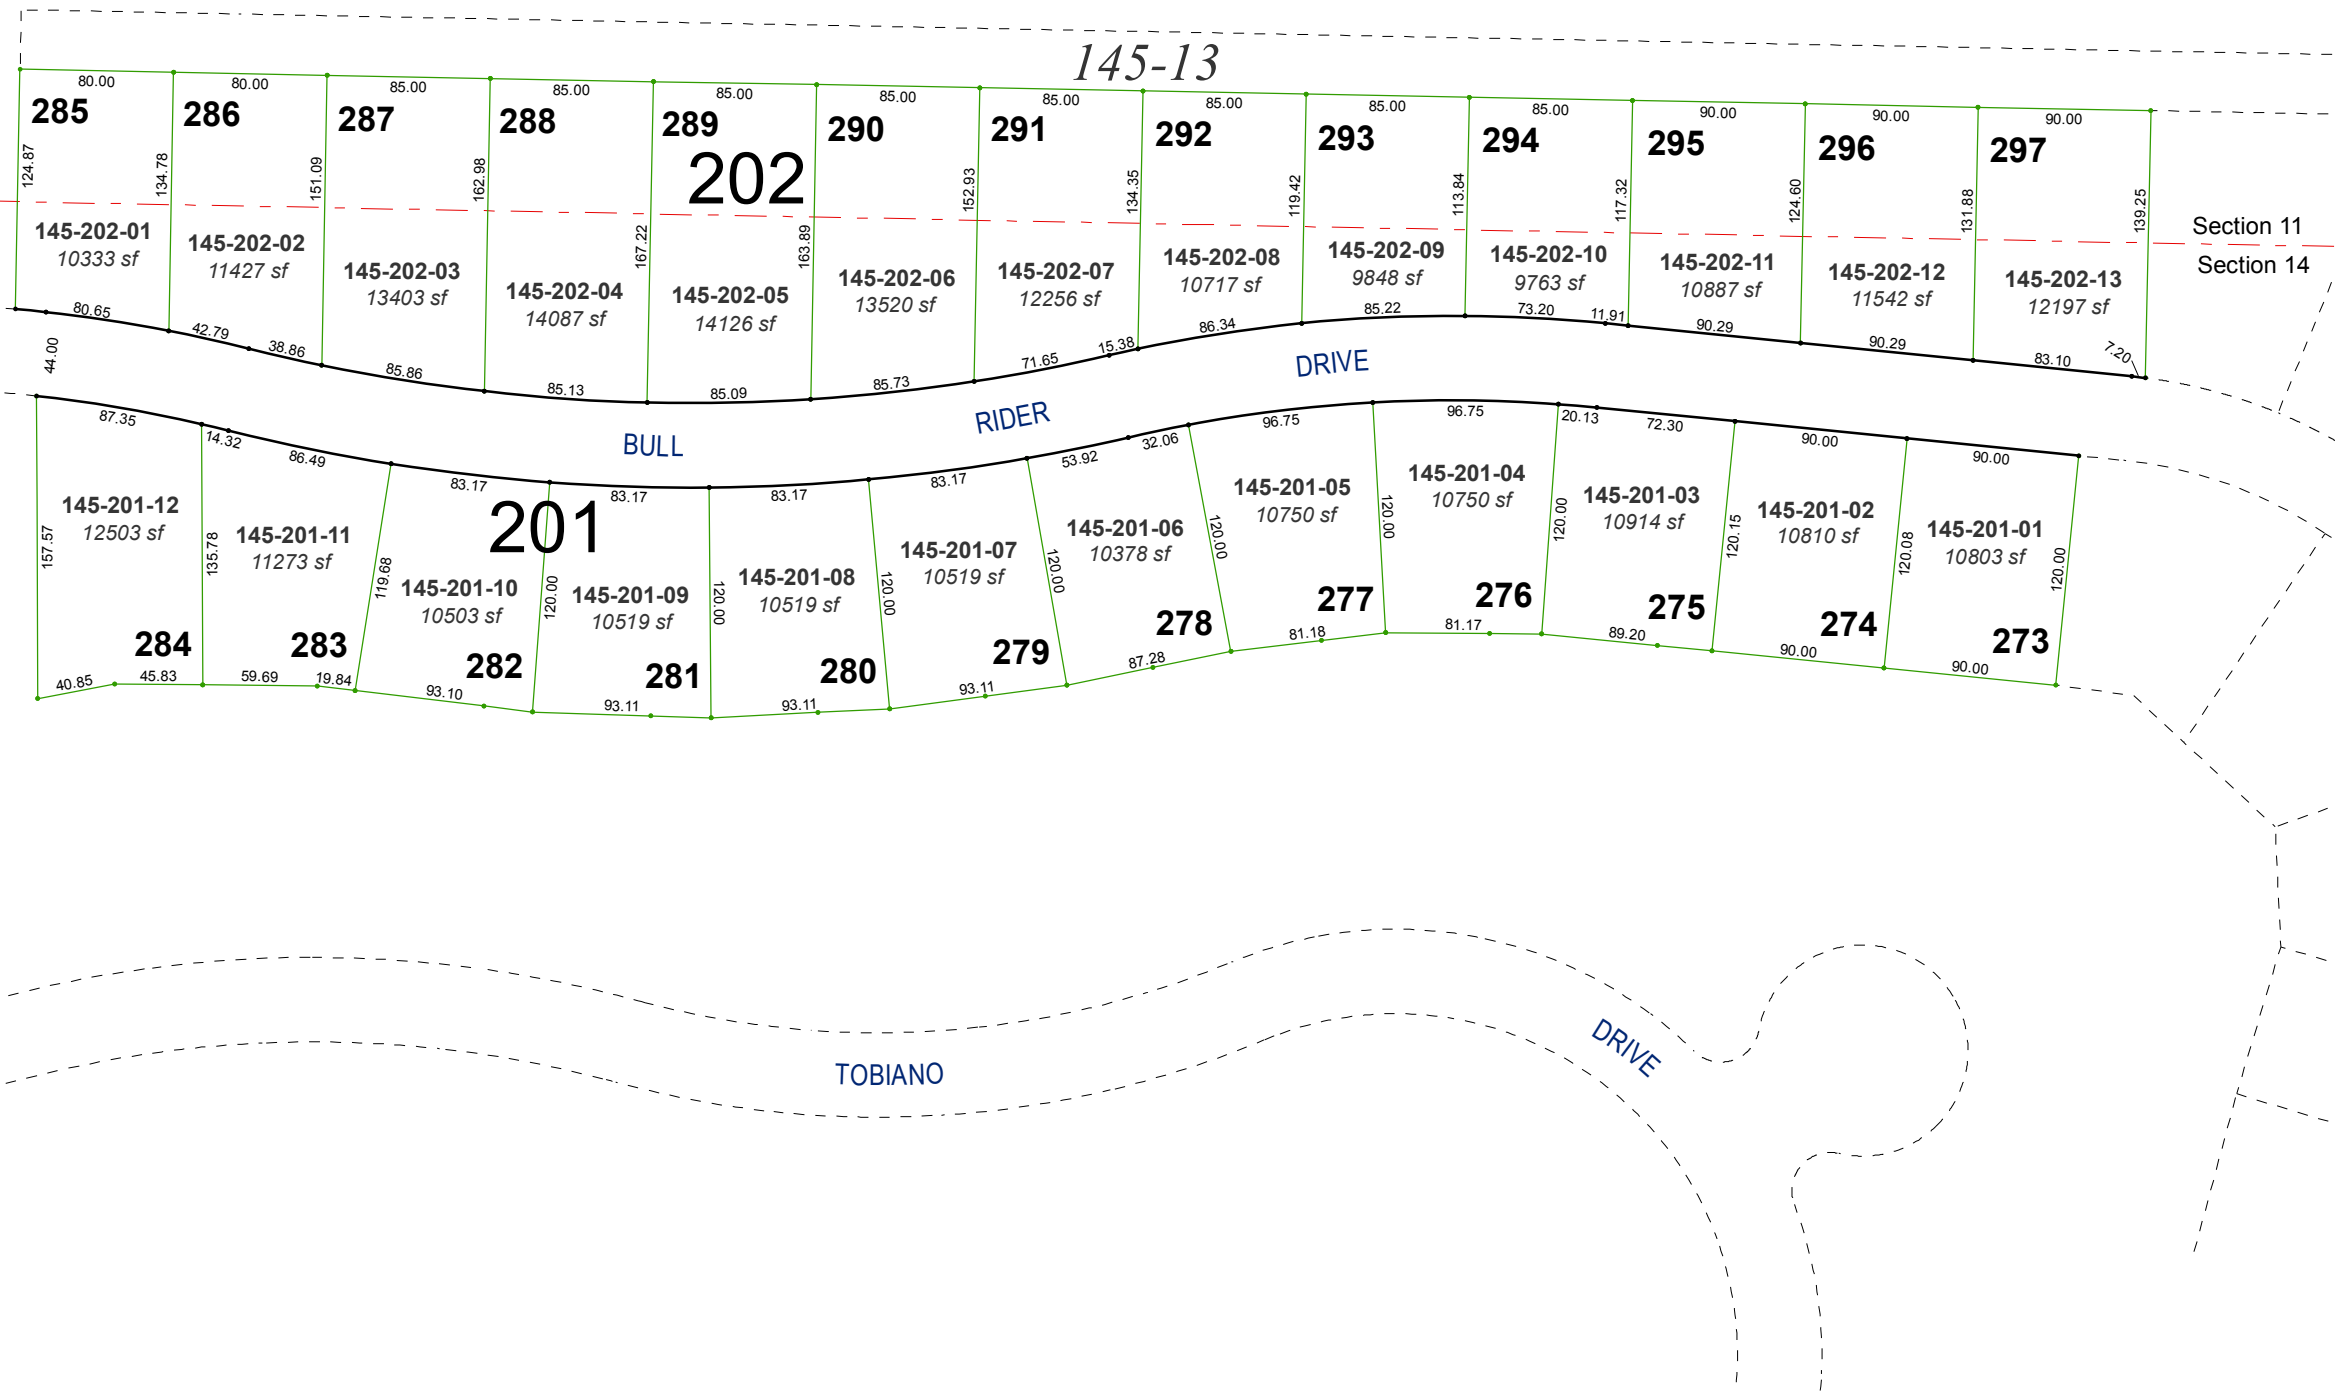 145-13
80.00 80.00 85.00 85.00 85.00 85.00 85.00 85.00 85.00 85.00 90.00 90.00 90.00
285 286 287 288 289 290 291 292 293 294 295 296 297
202
124.87 134.78 151.09 162.98 167.22 163.89 152.93 134.35 119.42 113.84 117.32 124.60 131.88 139.25
Section 11
Section 14
145-202-01
10333 sf
145-202-02
11427 sf
145-202-03
13403 sf
145-202-04
14087 sf
145-202-05
14126 sf
145-202-06
13520 sf
145-202-07
12256 sf
145-202-08
10717 sf
145-202-09
9848 sf
145-202-10
9763 sf
145-202-11
10887 sf
145-202-12
11542 sf
145-202-13
12197 sf
80.65 42.79 38.86 85.86 85.13 85.09 85.73 71.65 15.38 86.34 85.22 73.20 11.91 90.29 90.29 83.10 7.20
44.00
BULL RIDER DRIVE
87.35 14.32 86.49 83.17 83.17 83.17 83.17 53.92 32.06 96.75 96.75 20.13 72.30 90.00 90.00
201
145-201-12
12503 sf
145-201-11
11273 sf
145-201-10
10503 sf
145-201-09
10519 sf
145-201-08
10519 sf
145-201-07
10519 sf
145-201-06
10378 sf
145-201-05
10750 sf
145-201-04
10750 sf
145-201-03
10914 sf
145-201-02
10810 sf
145-201-01
10803 sf
157.57 135.78 119.68 120.00 120.00 120.00 120.00 120.00 120.00 120.00 120.15 120.08 120.00
284 283 282 281 280 279 278 277 276 275 274 273
40.85 45.83 59.69 19.84 93.10 93.11 93.11 93.11 87.28 81.18 81.17 89.20 90.00 90.00
TOBIANO DRIVE